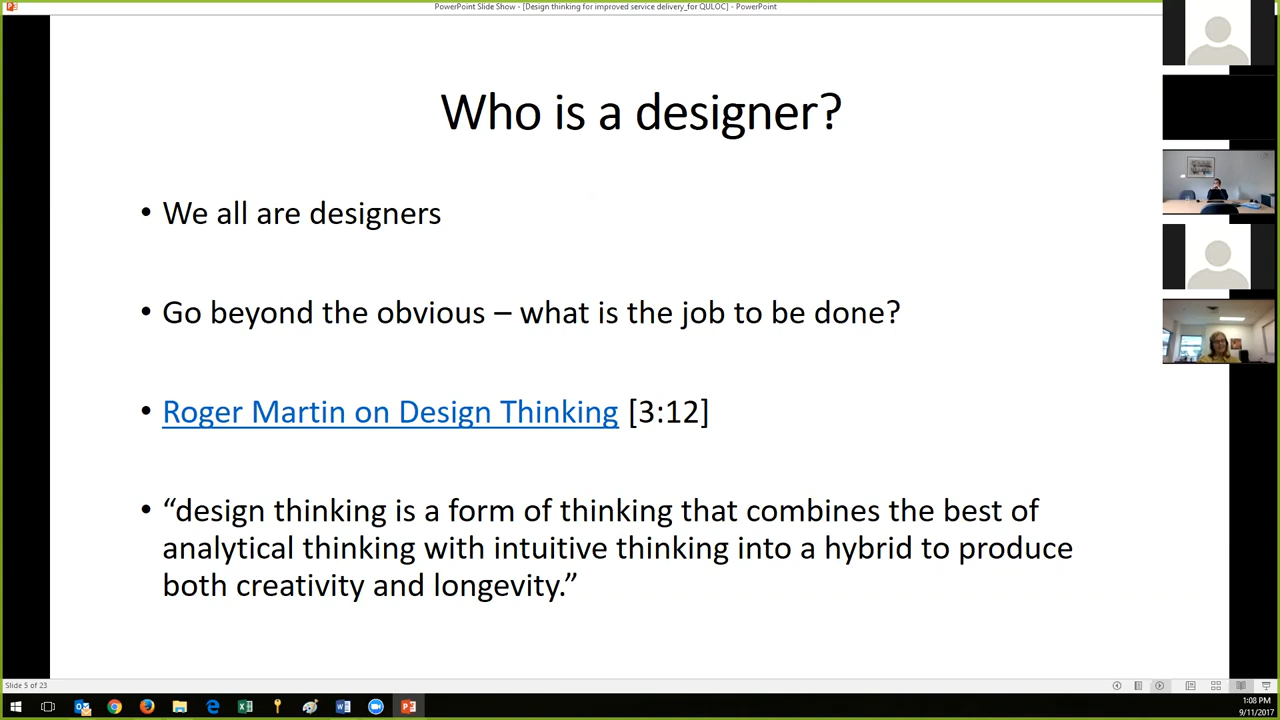 PowerPoint Slide Show - [Design thinking for improved service delivery_for QULOC] - PowerPoint
Who is a designer?
• We all are designers
• Go beyond the obvious – what is the job to be done?
• Roger Martin on Design Thinking [3:12]
• “design thinking is a form of thinking that combines the best of
analytical thinking with intuitive thinking into a hybrid to produce
both creativity and longevity.”
Slide 5 of 23
1:08 PM
9/11/2017